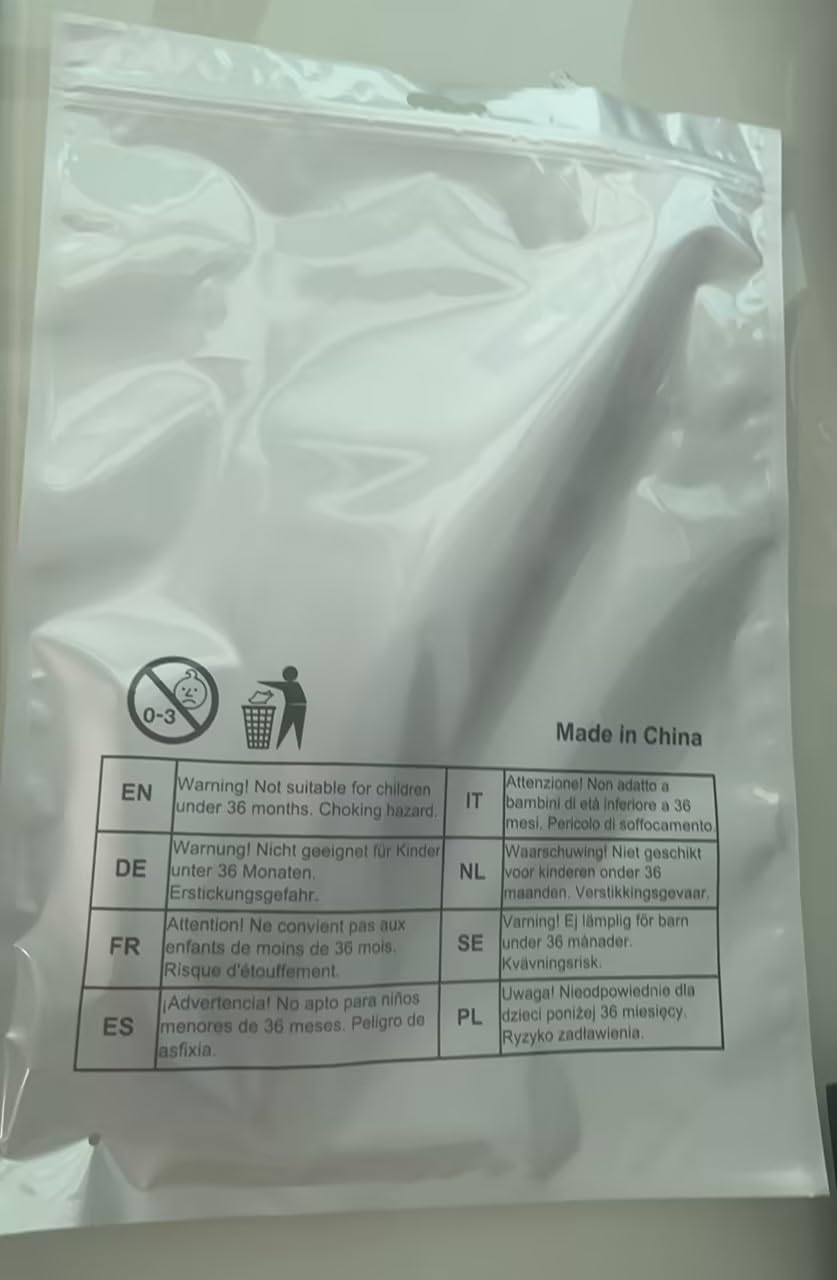 0-3
Made in China
EN
Warning! Not suitable for children
under 36 months. Choking hazard.
DE
Warnung! Nicht geeignet für Kinder
unter 36 Monaten.
Erstickungsgefahr.
FR
Attention! Ne convient pas aux
enfants de moins de 36 mois.
Risque d'étouffement.
ES
¡Advertencia! No apto para niños
menores de 36 meses. Peligro de
asfixia.
IT
Attenzione! Non adatto a
bambini di età inferiore a 36
mesi. Pericolo di soffocamento.
NL
Waarschuwing! Niet geschikt
voor kinderen onder 36
maanden. Verstikkingsgevaar.
SE
Varning! Ej lämplig för barn
under 36 månader.
Kvävningsrisk.
PL
Uwaga! Nieodpowiednie dla
dzieci poniżej 36 miesięcy.
Ryzyko zadławienia.